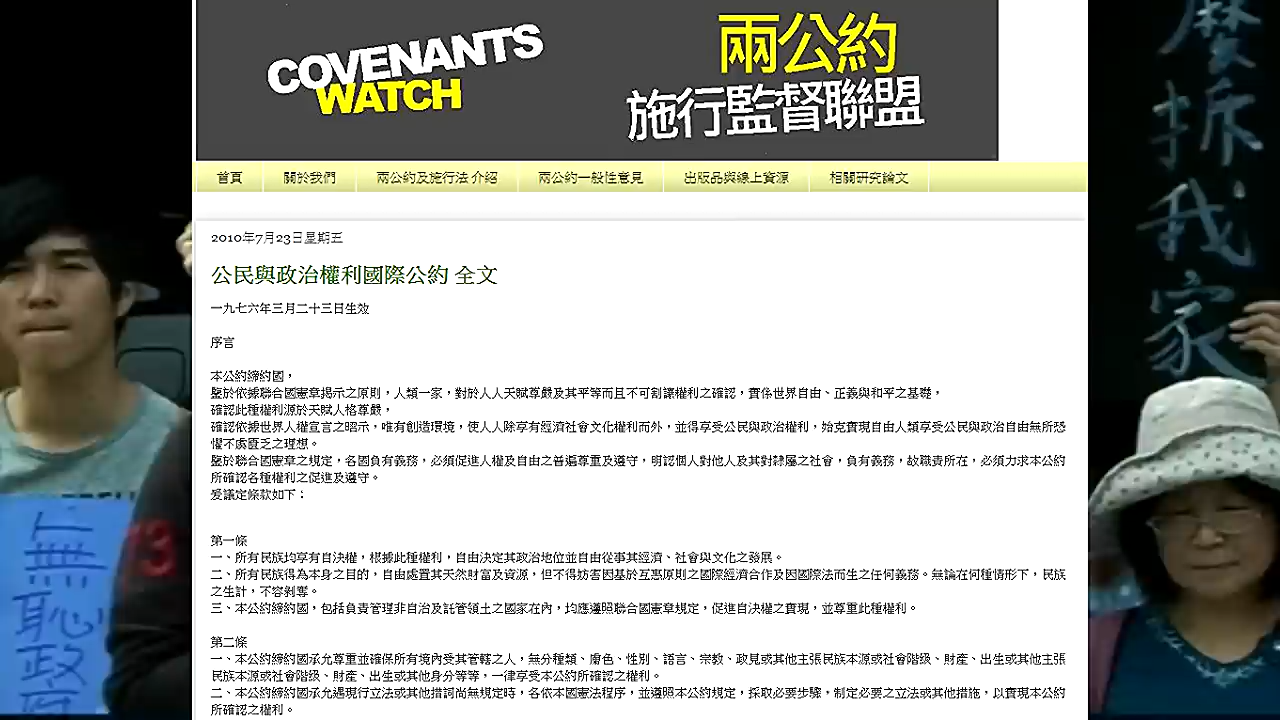 COVENANTS
WATCH
兩公約
施行監督聯盟
首頁 關於我們 兩公約及施行法 介紹 兩公約一般性意見 出版品與線上資源 相關研究論文
2010年7月23日星期五
公民與政治權利國際公約 全文
一九七六年三月二十三日生效
序言
本公約締約國，
鑒於依據聯合國憲章揭示之原則，人類一家，對於人人天賦尊嚴及其平等而且不可割讓權利之確認，實係世界自由、正義與和平之基礎，
確認此種權利源於天賦人格尊嚴，
確認依據世界人權宣言之昭示，唯有創造環境，使人人除享有經濟社會文化權利而外，並得享受公民與政治權利，始克實現自由人類享受公民與政治自由無所恐
懼不虞匱乏之理想。
鑒於聯合國憲章之規定，各國負有義務，必須促進人權及自由之普遍尊重及遵守，明認個人對他人及其對隸屬之社會，負有義務，故職責所在，必須力求本公約
所確認各種權利之促進及遵守。
爰議定條款如下：
第一條
一、所有民族均享有自決權，根據此種權利，自由決定其政治地位並自由從事其經濟、社會與文化之發展。
二、所有民族得為本身之目的，自由處置其天然財富及資源，但不得妨害因基於互惠原則之國際經濟合作及因國際法而生之任何義務。無論在何種情形下，民族
之生計，不容剝奪。
三、本公約締約國，包括負責管理非自治及託管領土之國家在內，均應遵照聯合國憲章規定，促進自決權之實現，並尊重此種權利。
第二條
一、本公約締約國承允尊重並確保所有境內受其管轄之人，無分種類、膚色、性別、語言、宗教、政見或其他主張民族本源或社會階級、財產、出生或其他主張
民族本源或社會階級、財產、出生或其他身分等等，一律享受本公約所確認之權利。
二、本公約締約國承允遇現行立法或其他措詞尚無規定時，各依本國憲法程序，並遵照本公約規定，採取必要步驟，制定必要之立法或其他措施，以實現本公約
所確認之權利。
無恥政府
13
麼拆我家